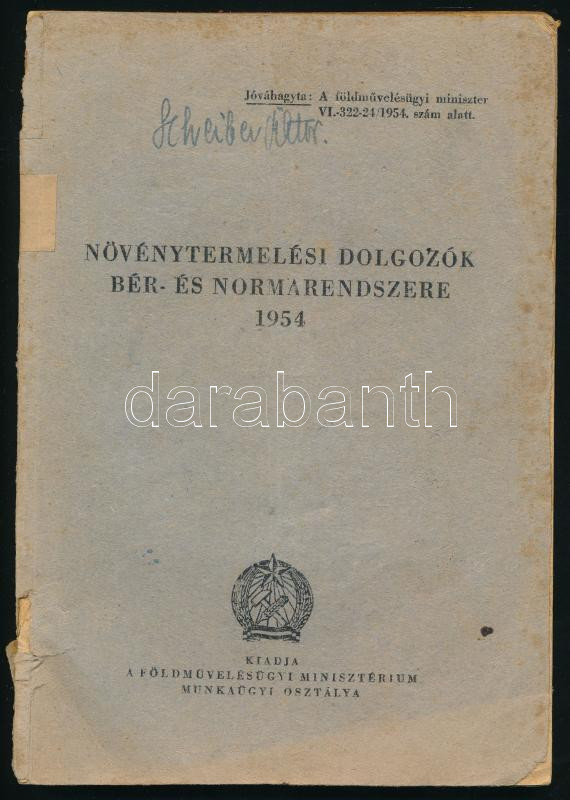 Jóváhagyta: A földművelésügyi miniszter
VI.-322-24/1954. szám alatt.
Scheiber
NÖVÉNYTERMELÉSI DOLGOZÓK
BÉR- ÉS NORMARENDSZERE
1954
darabanth
KIADJA
A FÖLDMŰVELÉSÜGYI MINISZTÉRIUM
MUNKAÜGYI OSZTÁLYA